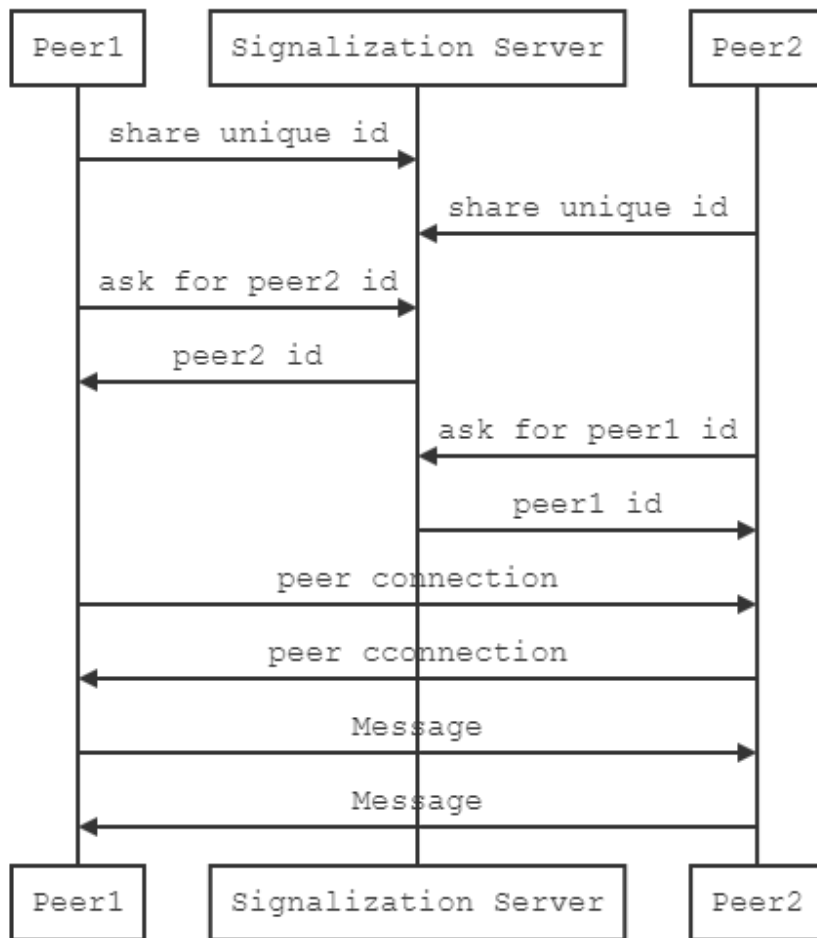 Peer1
Signalization Server
Peer2
share unique id
share unique id
ask for peer2 id
peer2 id
ask for peer1 id
peer1 id
peer connection
peer cconnection
Message
Message
Peer1
Signalization Server
Peer2